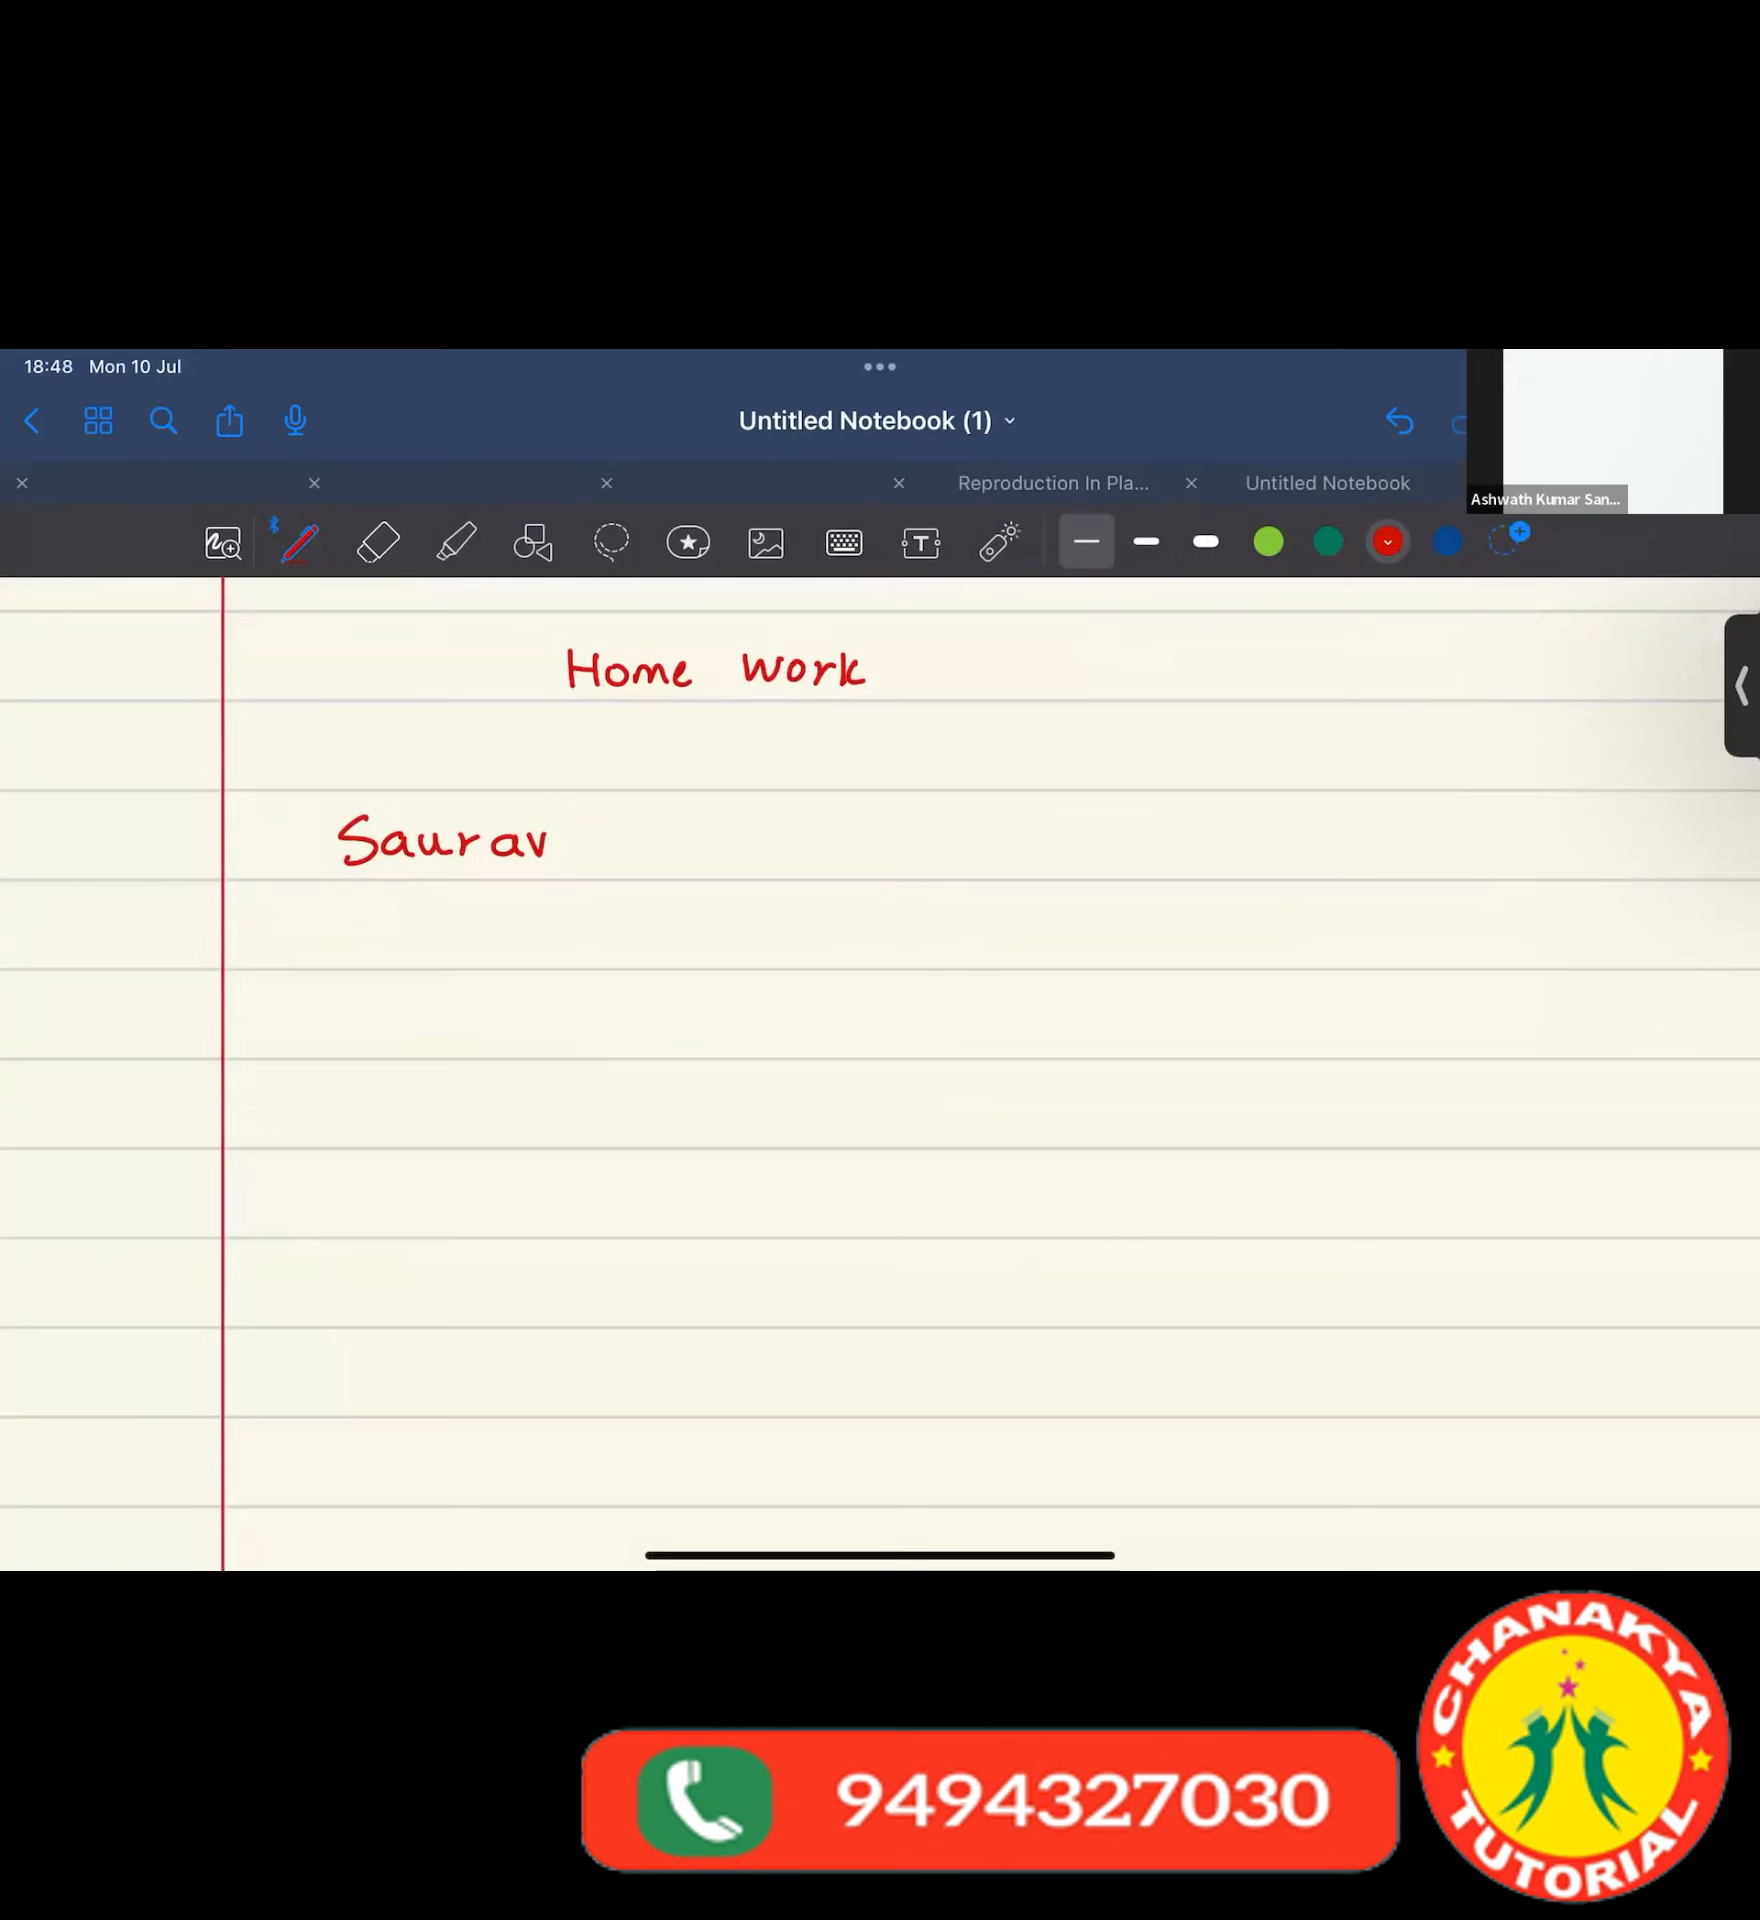 18:48 Mon 10 Jul
Untitled Notebook (1)
Reproduction In Pla...
Untitled Notebook
Ashwath Kumar San...
Home Work
Saurav
9494327030
CHANAKYA
TUTORIAL